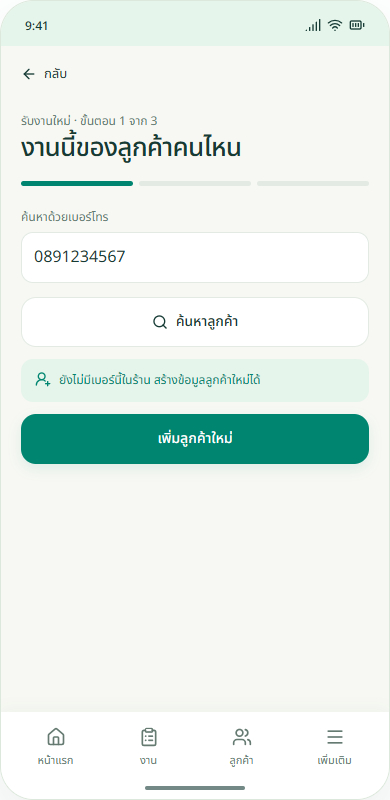 9:41
กลับ
รับงานใหม่ · ขั้นตอน 1 จาก 3
งานนี้ของลูกค้าคนไหน
ค้นหาด้วยเบอร์โทร
0891234567
ค้นหาลูกค้า
ยังไม่มีเบอร์นี้ในร้าน สร้างข้อมูลลูกค้าใหม่ได้
เพิ่มลูกค้าใหม่
หน้าแรก
งาน
ลูกค้า
เพิ่มเติม